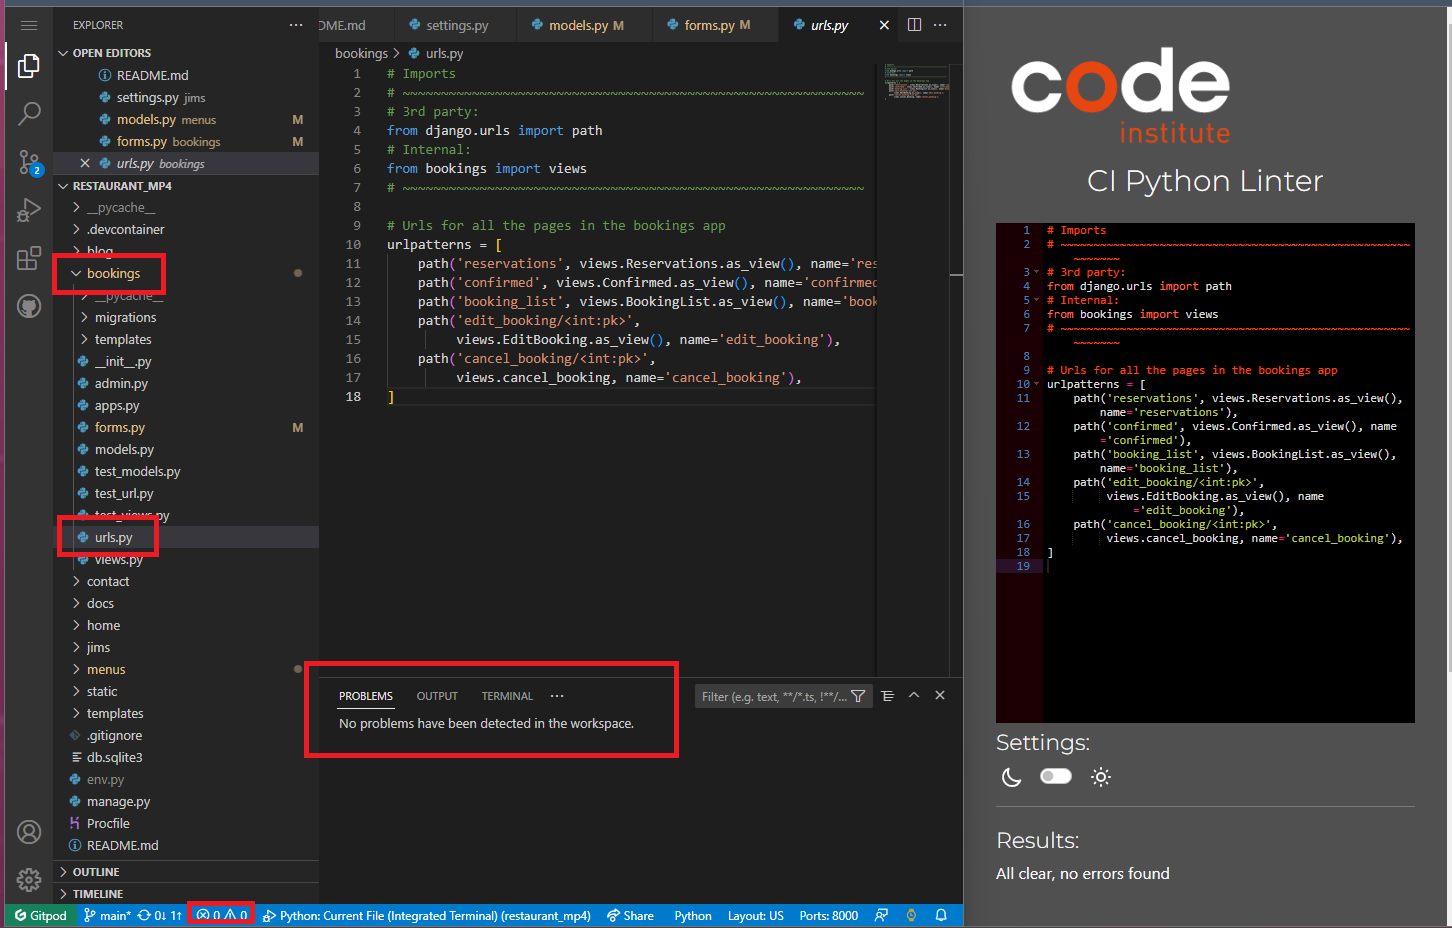 EXPLORER
OPEN EDITORS
README.md
settings.py jims
models.py menus M
forms.py bookings M
urls.py bookings
RESTAURANT_MP4
__pycache__
.devcontainer
blog
bookings
__pycache__
migrations
templates
__init__.py
admin.py
apps.py
forms.py M
models.py
test_models.py
test_url.py
test_views.py
urls.py
views.py
contact
docs
home
jims
menus
static
templates
.gitignore
db.sqlite3
env.py
manage.py
Procfile
README.md
OUTLINE
TIMELINE
2
DME.md settings.py models.py M forms.py M urls.py
bookings > urls.py
1 # Imports
2 # ~~~~~~~~~~~~~~~~~~~~~~~~~~~~~~~~~~~~~~~~~~~~~~~~~~~~~~~~~~~~
3 # 3rd party:
4 from django.urls import path
5 # Internal:
6 from bookings import views
7 # ~~~~~~~~~~~~~~~~~~~~~~~~~~~~~~~~~~~~~~~~~~~~~~~~~~~~~~~~~~~~
8
9 # Urls for all the pages in the bookings app
10 urlpatterns = [
11 path('reservations', views.Reservations.as_view(), name='res
12 path('confirmed', views.Confirmed.as_view(), name='confirmed
13 path('booking_list', views.BookingList.as_view(), name='book
14 path('edit_booking/<int:pk>',
15 views.EditBooking.as_view(), name='edit_booking'),
16 path('cancel_booking/<int:pk>',
17 views.cancel_booking, name='cancel_booking'),
18 ]
PROBLEMS OUTPUT TERMINAL ···
Filter (e.g. text, **/*.ts, !**/...
No problems have been detected in the workspace.
Gitpod main* 0↓ 1↑ 0 0 Python: Current File (Integrated Terminal) (restaurant_mp4) Share Python Layout: US Ports: 8000
code
institute
CI Python Linter
1 # Imports
2 # ~~~~~~~~~~~~~~~~~~~~~~~~~~~~~~~~~~~~~~~~~~~~~~~~~~~~~
~~~~~~~
3 # 3rd party:
4 from django.urls import path
5 # Internal:
6 from bookings import views
7 # ~~~~~~~~~~~~~~~~~~~~~~~~~~~~~~~~~~~~~~~~~~~~~~~~~~~~~
~~~~~~~
8
9 # Urls for all the pages in the bookings app
10 urlpatterns = [
11 path('reservations', views.Reservations.as_view(),
name='reservations'),
12 path('confirmed', views.Confirmed.as_view(), name
='confirmed'),
13 path('booking_list', views.BookingList.as_view(),
name='booking_list'),
14 path('edit_booking/<int:pk>',
15 views.EditBooking.as_view(), name
='edit_booking'),
16 path('cancel_booking/<int:pk>',
17 views.cancel_booking, name='cancel_booking'),
18 ]
19
Settings:
Results:
All clear, no errors found